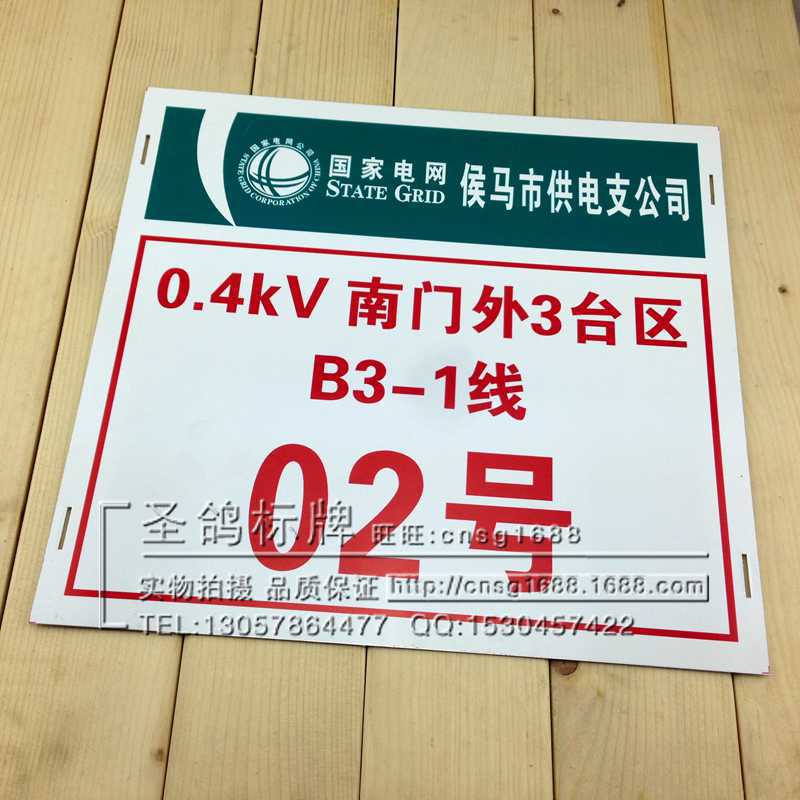 国家电网公司
STATE GRID CORPORATION OF CHINA
国家电网
STATE GRID
侯马市供电支公司
0.4kV 南门外3台区
B3-1线
02号
圣鸽标牌 旺旺:cnsg1688
实物拍摄 品质保证 http://cnsg1688.1688.com/
TEL:13057864477 QQ:1530457422